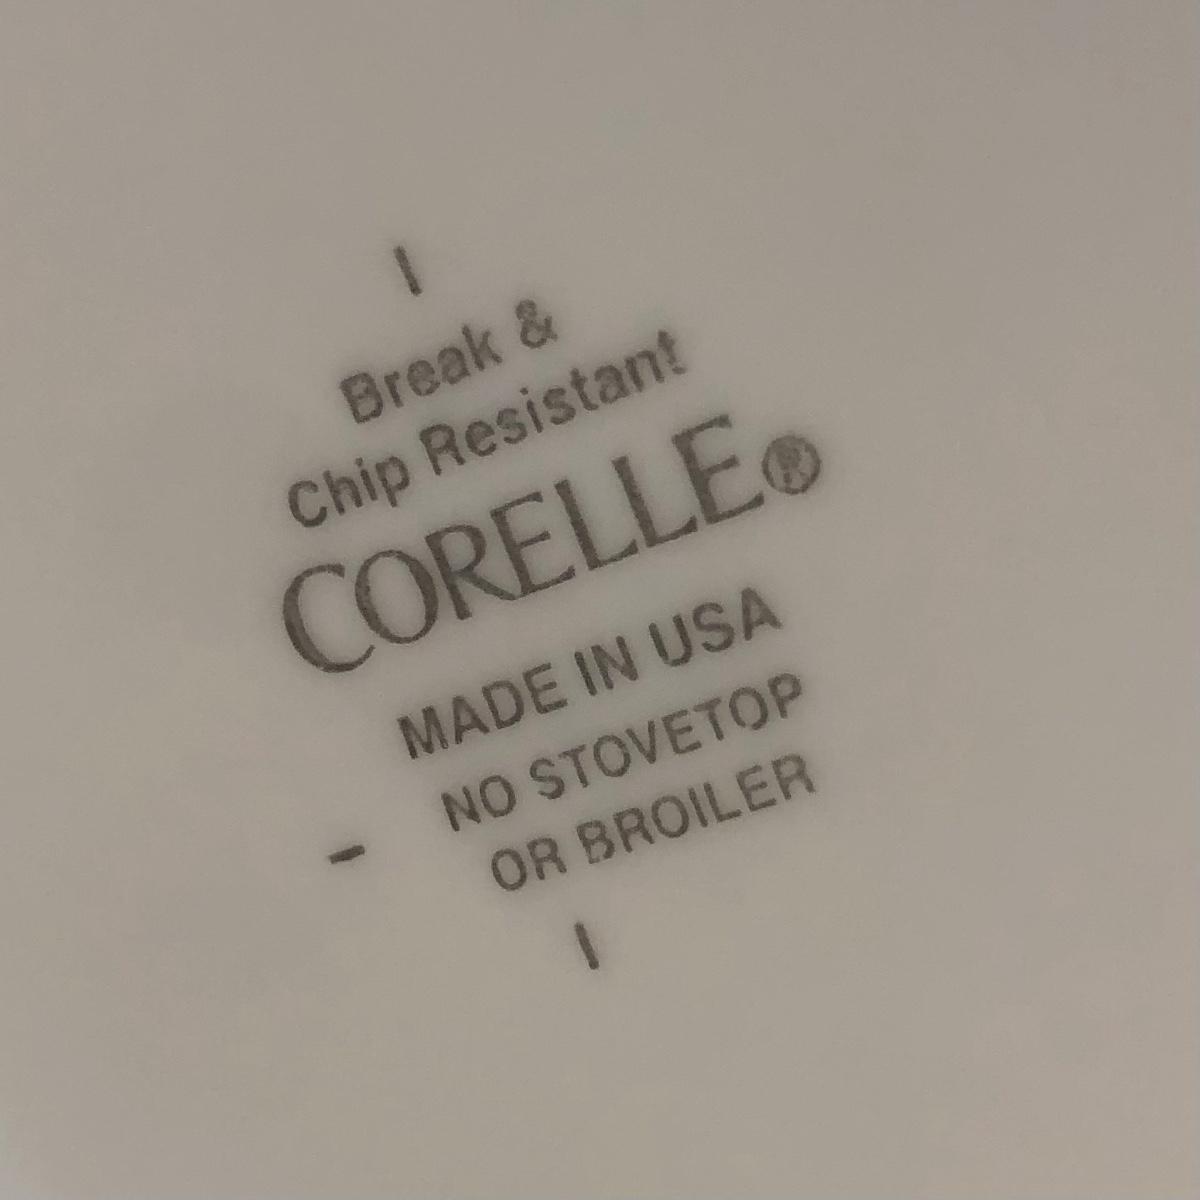 Break &
Chip Resistant
CORELLE®
MADE IN USA
NO STOVETOP
OR BROILER